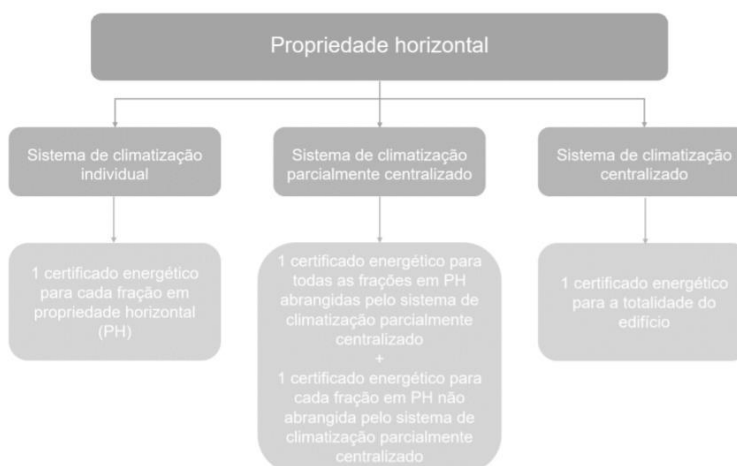 Propriedade horizontal
Sistema de climatização
individual
Sistema de climatização
parcialmente centralizado
Sistema de climatização
centralizado
1 certificado energético
para cada fração em
propriedade horizontal
(PH)
1 certificado energético para
todas as frações em PH
abrangidas pelo sistema de
climatização parcialmente
centralizado
+
1 certificado energético para
cada fração em PH não
abrangida pelo sistema de
climatização parcialmente
centralizado
1 certificado energético
para a totalidade do
edifício